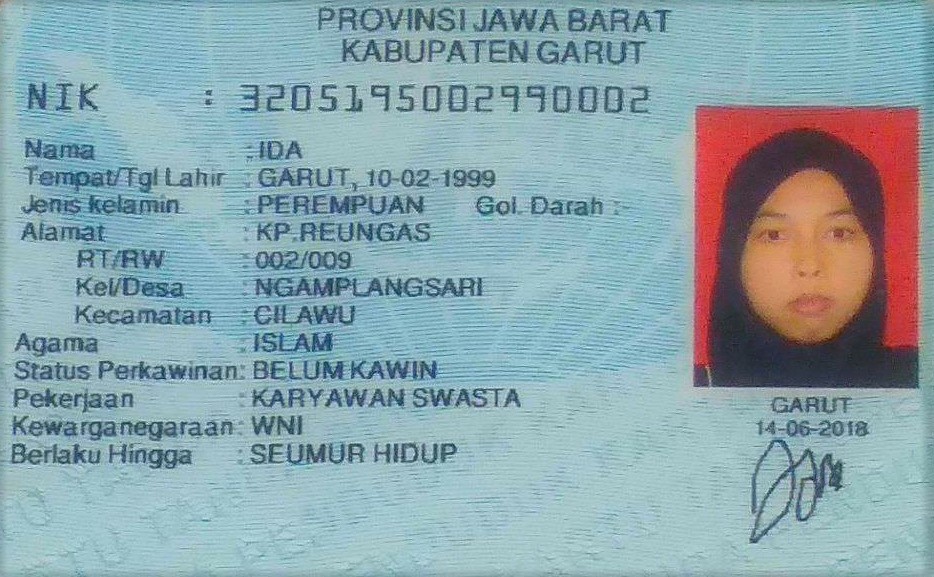 PROVINSI JAWA BARAT
KABUPATEN GARUT
NIK : 3205195002990002
Nama : IDA
Tempat/Tgl Lahir : GARUT, 10-02-1999
Jenis kelamin : PEREMPUAN Gol. Darah :-
Alamat : KP.REUNGAS
RT/RW : 002/009
Kel/Desa : NGAMPLANGSARI
Kecamatan : CILAWU
Agama : ISLAM
Status Perkawinan: BELUM KAWIN
Pekerjaan : KARYAWAN SWASTA
Kewarganegaraan: WNI
Berlaku Hingga : SEUMUR HIDUP
GARUT
14-06-2018